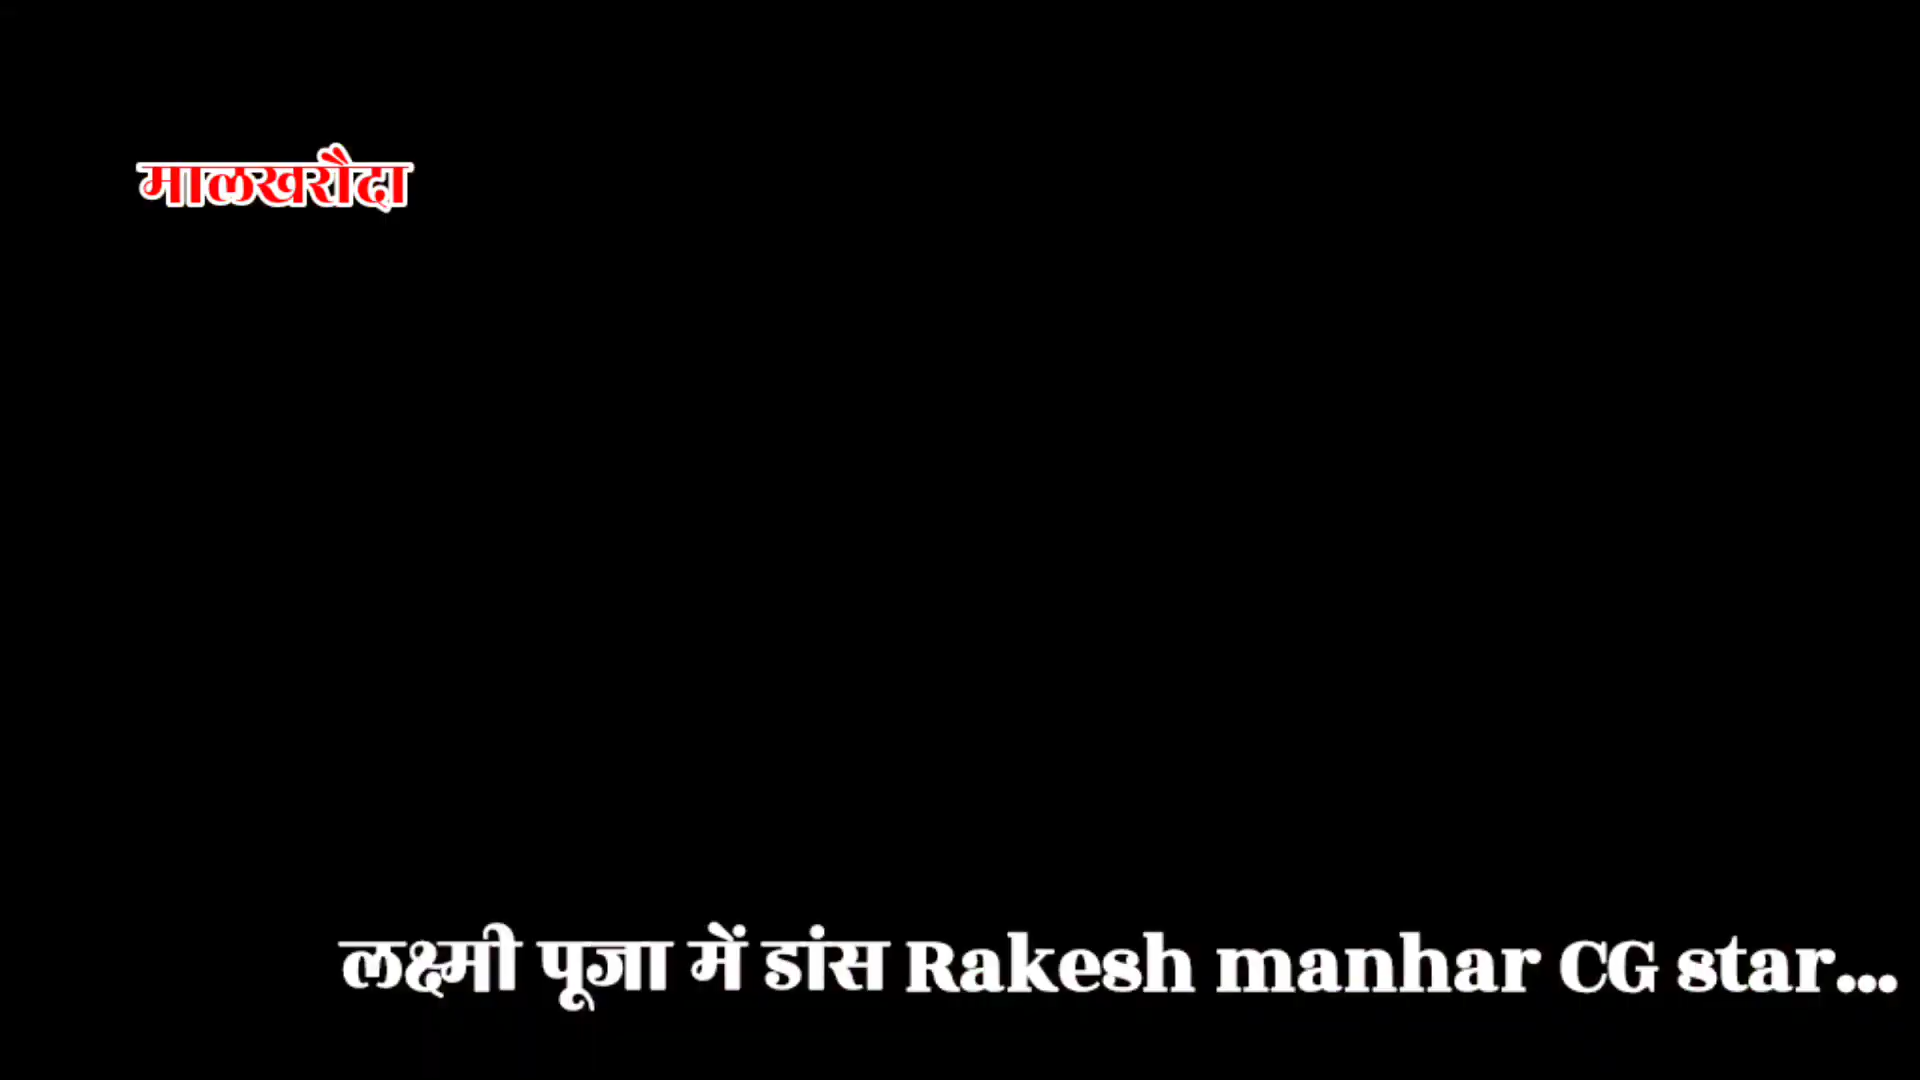 मालखरौदा
लक्ष्मी पूजा में डांस Rakesh manhar CG star...